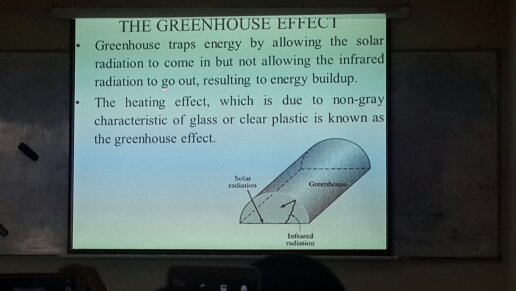 THE GREENHOUSE EFFECT
• Greenhouse traps energy by allowing the solar
radiation to come in but not allowing the infrared
radiation to go out, resulting to energy buildup.
• The heating effect, which is due to non-gray
characteristic of glass or clear plastic is known as
the greenhouse effect.
Solar
radiation
Greenhouse
Infrared
radiation